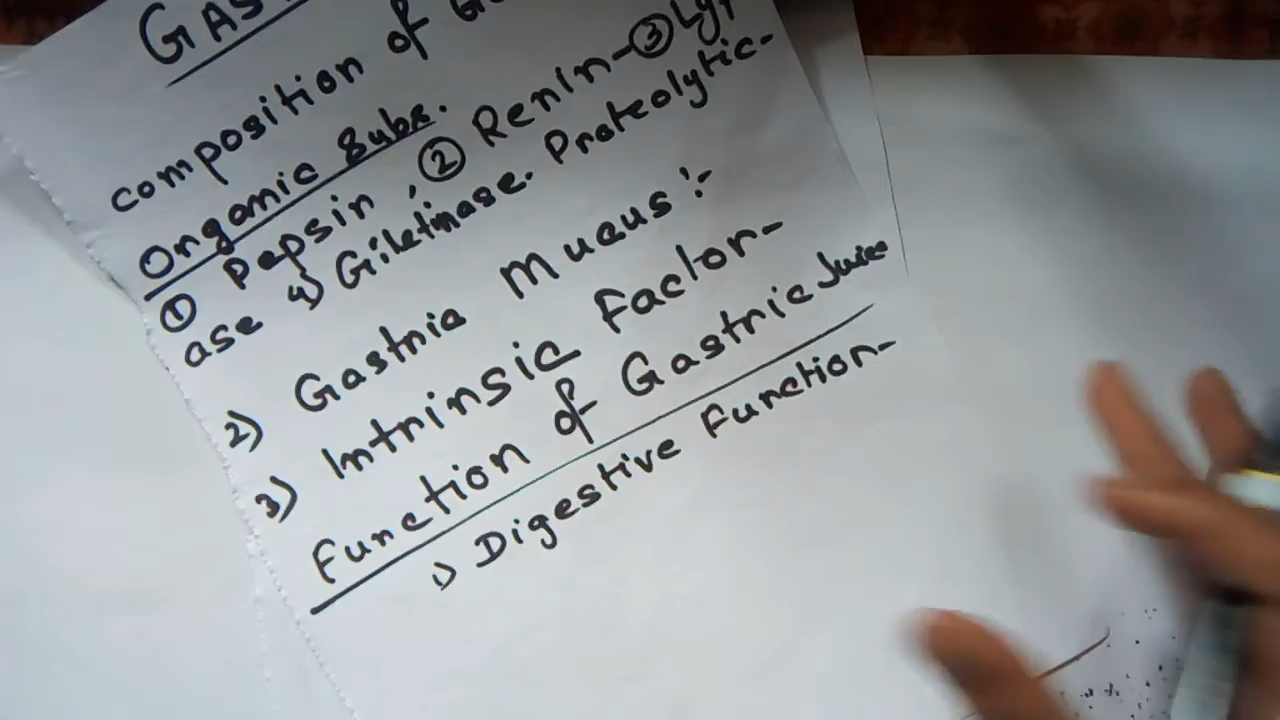 GAS
composition of G
Organic Subs.
① Pepsin, ② Renin-③ Lyp
ase 4) Giletinase. Proteolytic-
2) Gastric Mucus :-
3) Intrinsic Factor-
Function of Gastric Juice
1) Digestive Function-